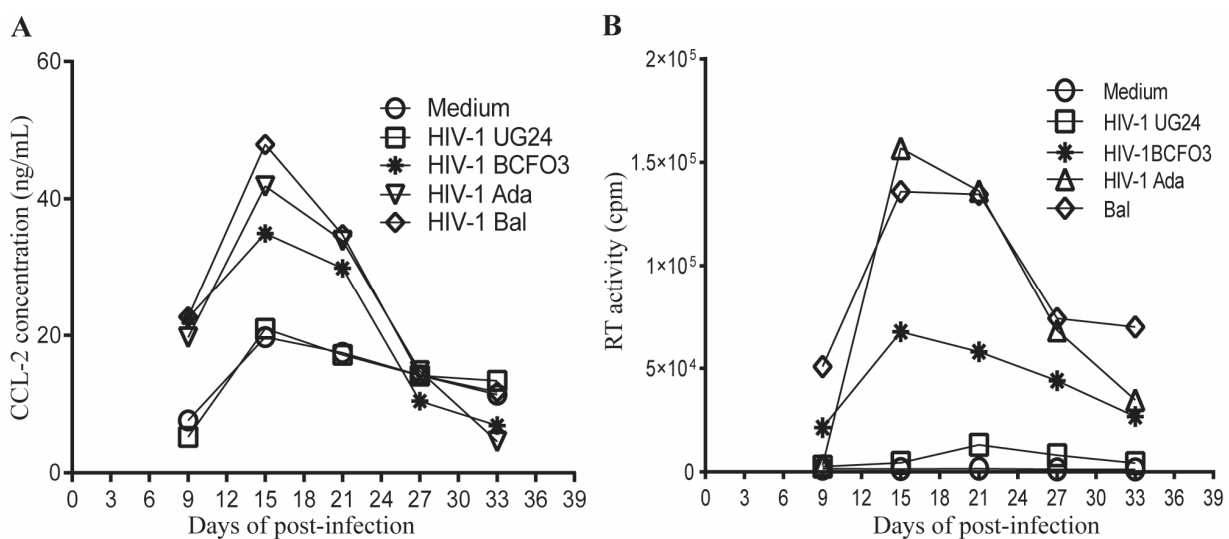 A
CCL-2 concentration (ng/mL)
60
40
20
0
Medium
HIV-1 UG24
HIV-1 BCFO3
HIV-1 Ada
HIV-1 Bal
0 3 6 9 12 15 18 21 24 27 30 33 36 39
Days of post-infection
B
RT activity (cpm)
2×10⁵
1.5×10⁵
1×10⁵
5×10⁴
0
Medium
HIV-1 UG24
HIV-1BCFO3
HIV-1 Ada
Bal
0 3 6 9 12 15 18 21 24 27 30 33 36 39
Days of post-infection